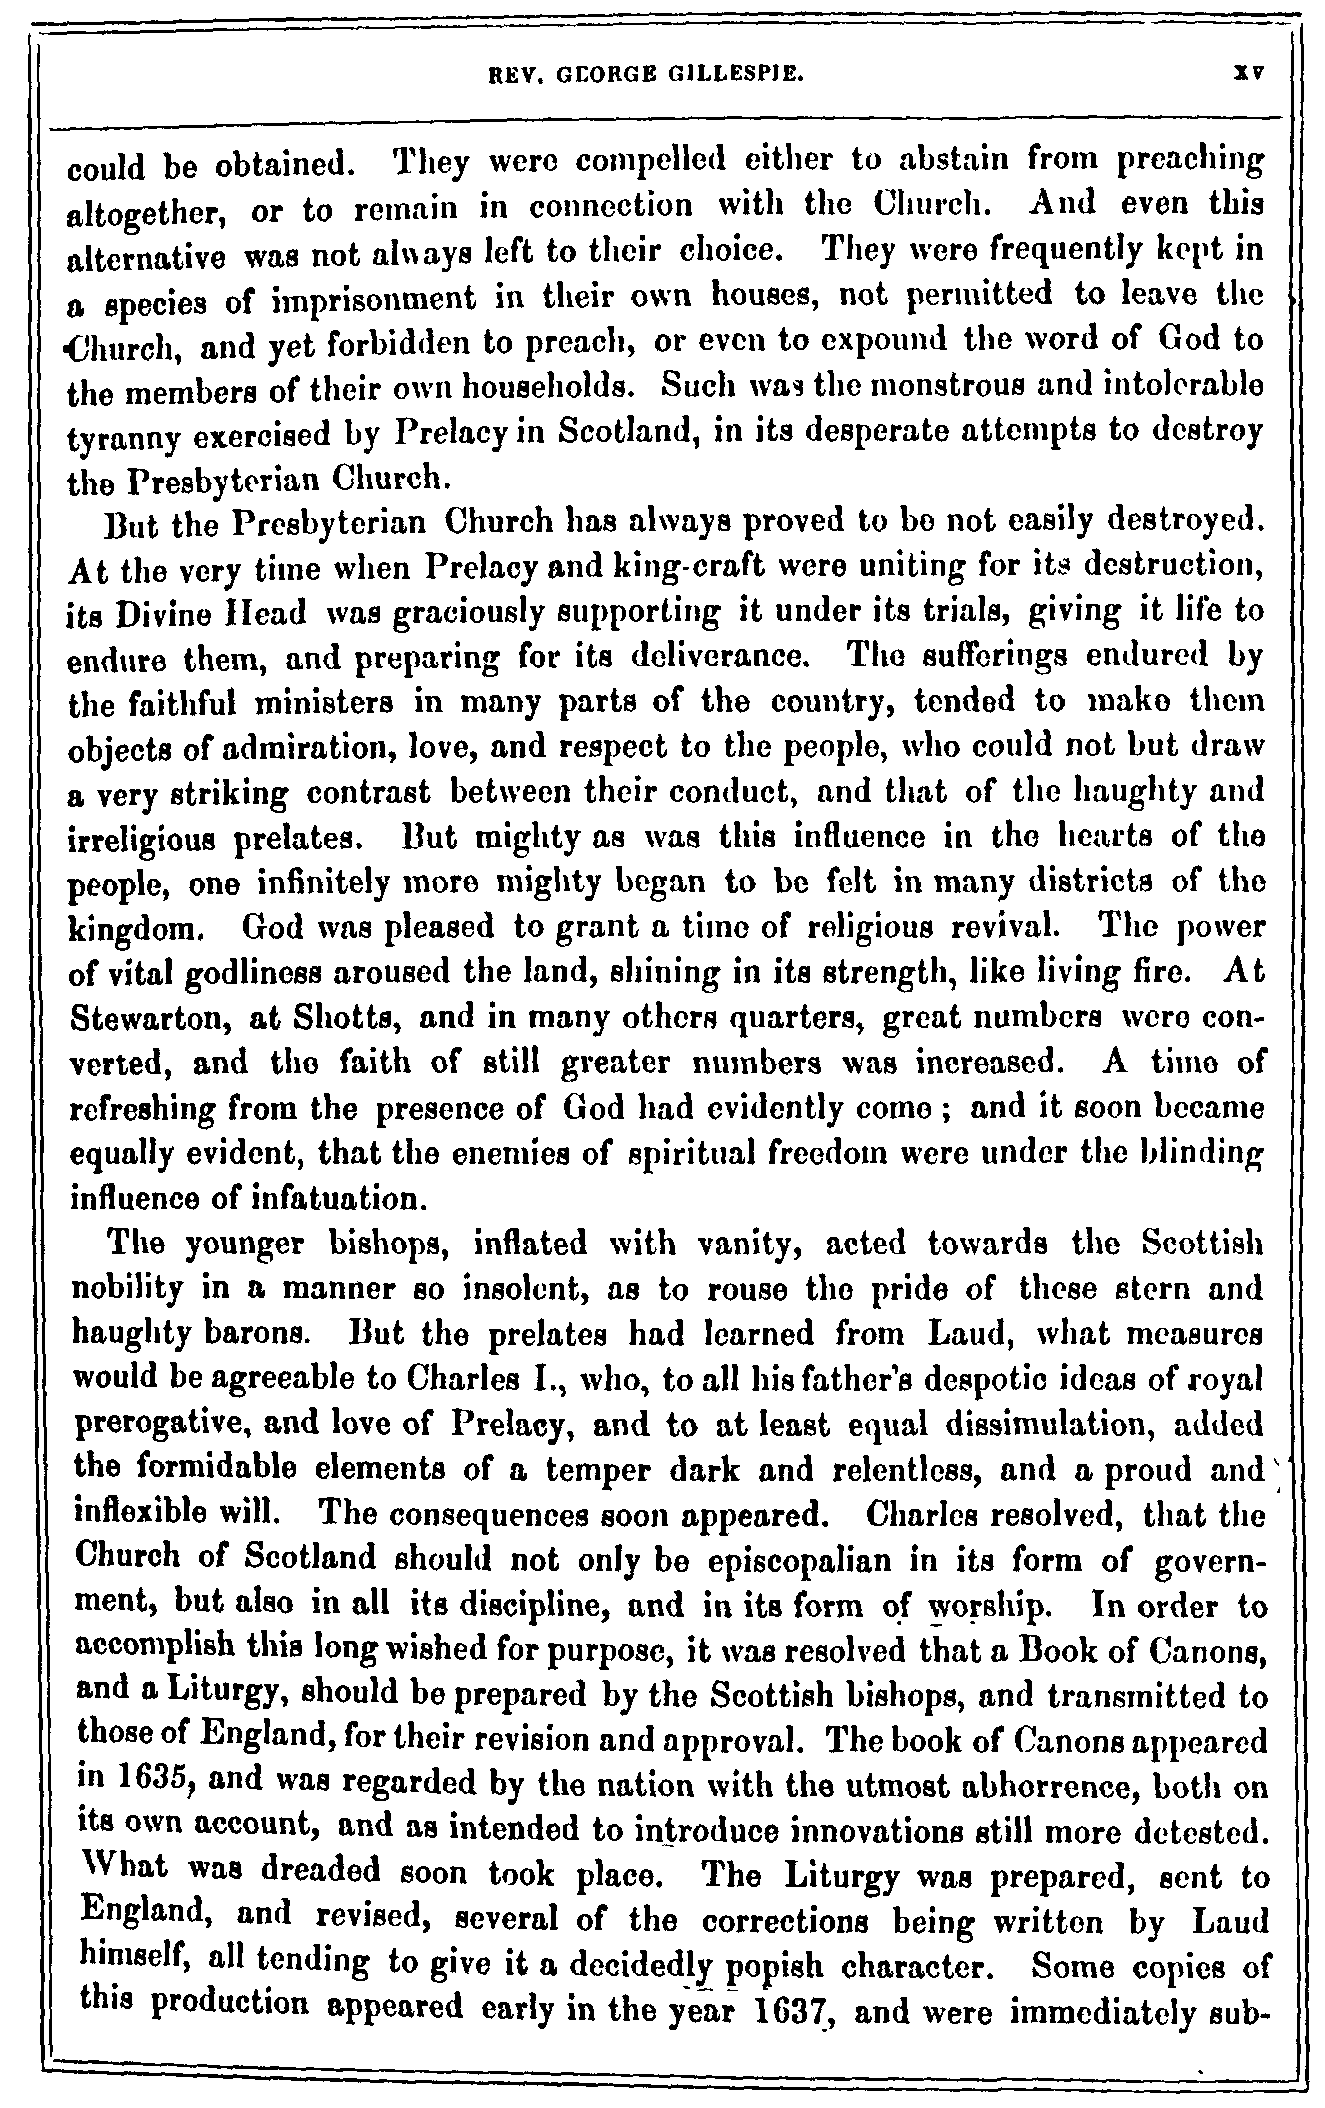 REV. GEORGE GILLESPIE. XV
could be obtained. They were compelled either to abstain from preaching
altogether, or to remain in connection with the Church. And even this
alternative was not always left to their choice. They were frequently kept in
a species of imprisonment in their own houses, not permitted to leave the
Church, and yet forbidden to preach, or even to expound the word of God to
the members of their own households. Such was the monstrous and intolerable
tyranny exercised by Prelacy in Scotland, in its desperate attempts to destroy
the Presbyterian Church.
But the Presbyterian Church has always proved to be not easily destroyed.
At the very time when Prelacy and king-craft were uniting for its destruction,
its Divine Head was graciously supporting it under its trials, giving it life to
endure them, and preparing for its deliverance. The sufferings endured by
the faithful ministers in many parts of the country, tended to make them
objects of admiration, love, and respect to the people, who could not but draw
a very striking contrast between their conduct, and that of the haughty and
irreligious prelates. But mighty as was this influence in the hearts of the
people, one infinitely more mighty began to be felt in many districts of the
kingdom. God was pleased to grant a time of religious revival. The power
of vital godliness aroused the land, shining in its strength, like living fire. At
Stewarton, at Shotts, and in many others quarters, great numbers were con-
verted, and the faith of still greater numbers was increased. A time of
refreshing from the presence of God had evidently come; and it soon became
equally evident, that the enemies of spiritual freedom were under the blinding
influence of infatuation.
The younger bishops, inflated with vanity, acted towards the Scottish
nobility in a manner so insolent, as to rouse the pride of these stern and
haughty barons. But the prelates had learned from Laud, what measures
would be agreeable to Charles I., who, to all his father's despotic ideas of royal
prerogative, and love of Prelacy, and to at least equal dissimulation, added
the formidable elements of a temper dark and relentless, and a proud and
inflexible will. The consequences soon appeared. Charles resolved, that the
Church of Scotland should not only be episcopalian in its form of govern-
ment, but also in all its discipline, and in its form of worship. In order to
accomplish this long wished for purpose, it was resolved that a Book of Canons,
and a Liturgy, should be prepared by the Scottish bishops, and transmitted to
those of England, for their revision and approval. The book of Canons appeared
in 1635, and was regarded by the nation with the utmost abhorrence, both on
its own account, and as intended to introduce innovations still more detested.
What was dreaded soon took place. The Liturgy was prepared, sent to
England, and revised, several of the corrections being written by Laud
himself, all tending to give it a decidedly popish character. Some copies of
this production appeared early in the year 1637, and were immediately sub-